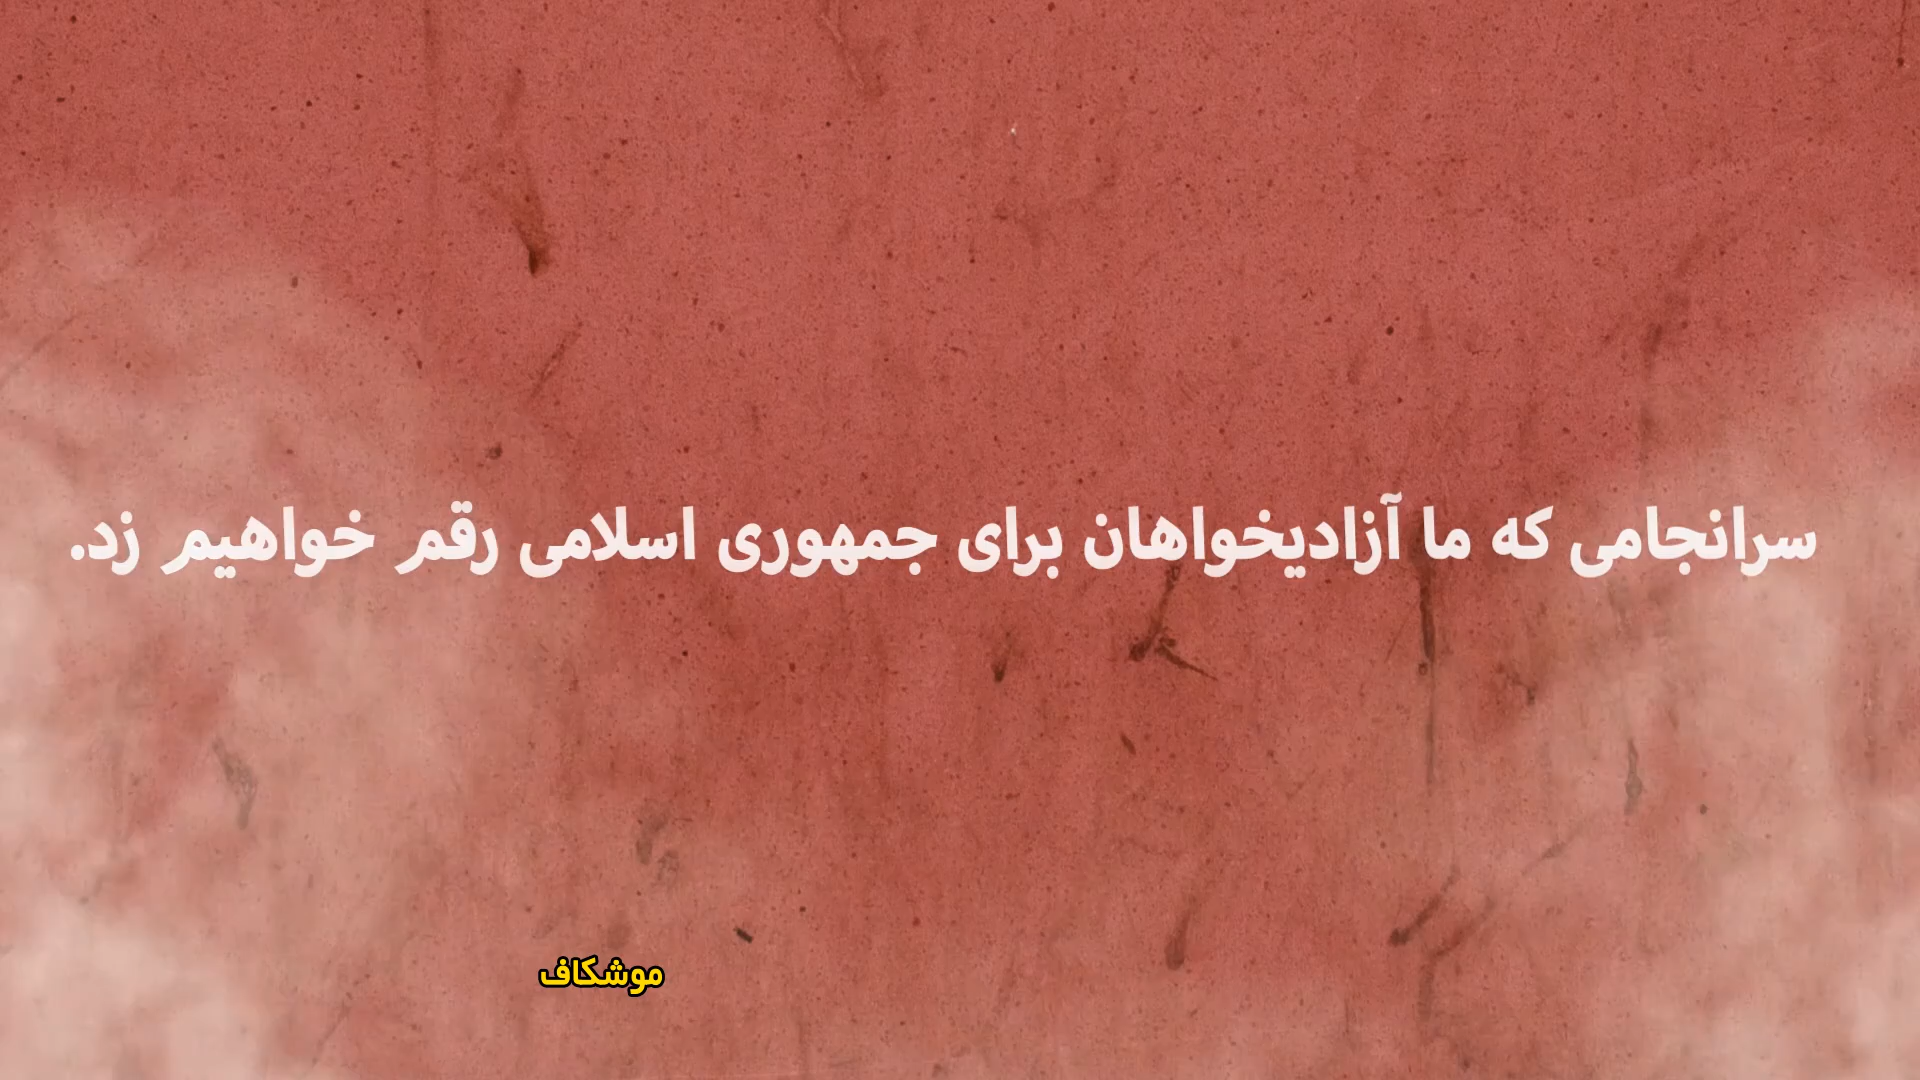 سرانجامی که ما آزادیخواهان برای جمهوری اسلامی رقم خواهیم زد.
موشکاف